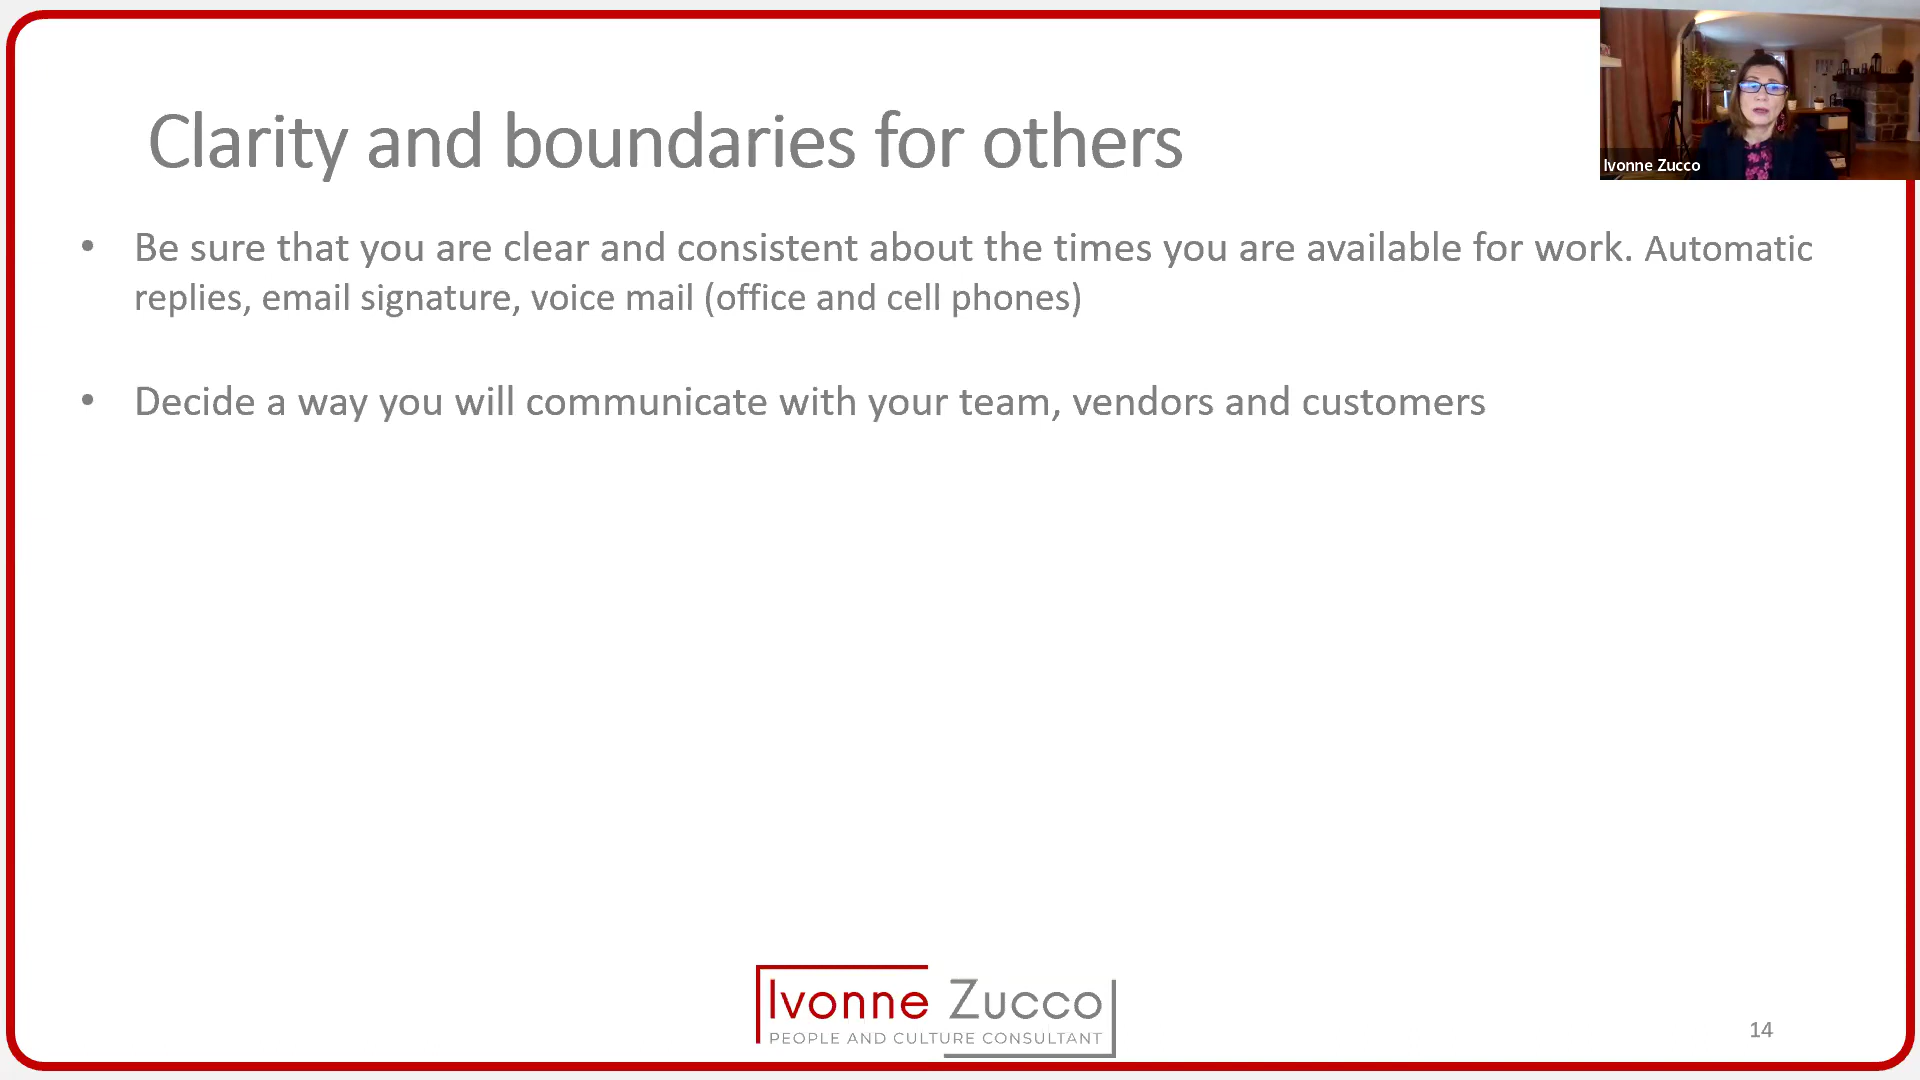 Clarity and boundaries for others
Ivonne Zucco
• Be sure that you are clear and consistent about the times you are available for work. Automatic
replies, email signature, voice mail (office and cell phones)
• Decide a way you will communicate with your team, vendors and customers
Ivonne Zucco
PEOPLE AND CULTURE CONSULTANT
14